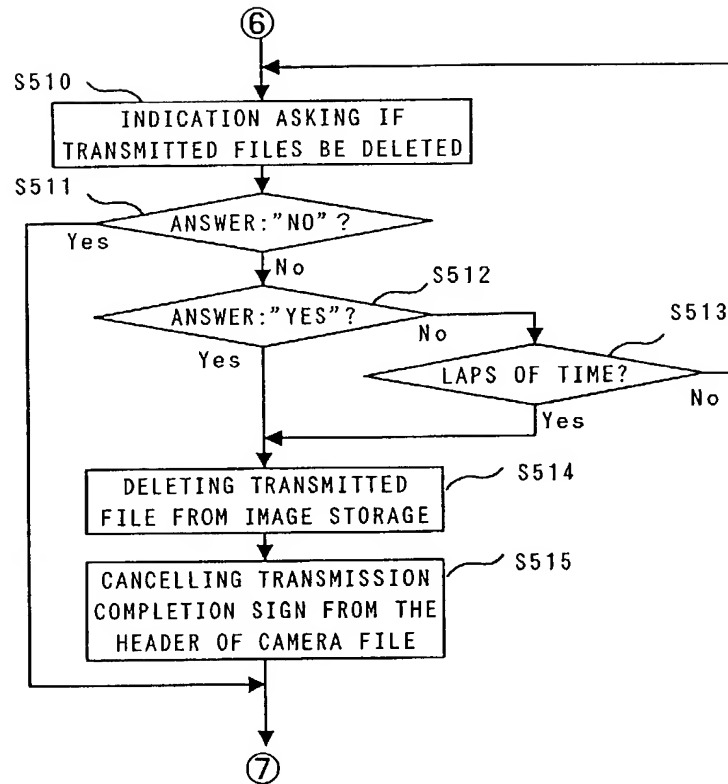 ⑥
S510
INDICATION ASKING IF
TRANSMITTED FILES BE DELETED
S511
ANSWER:"NO"?
Yes
No
S512
ANSWER:"YES"?
No
Yes
S513
LAPS OF TIME?
No
Yes
S514
DELETING TRANSMITTED
FILE FROM IMAGE STORAGE
S515
CANCELLING TRANSMISSION
COMPLETION SIGN FROM THE
HEADER OF CAMERA FILE
⑦